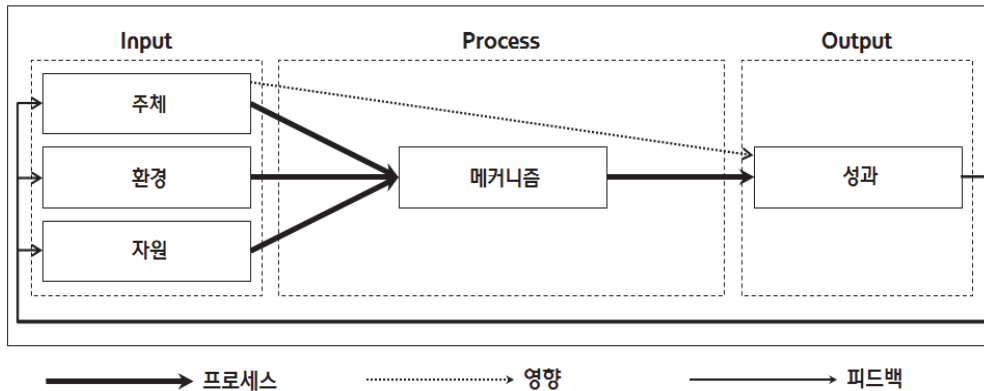 Input
Process
Output
주체
환경
메커니즘
성과
자원
프로세스
영향
피드백